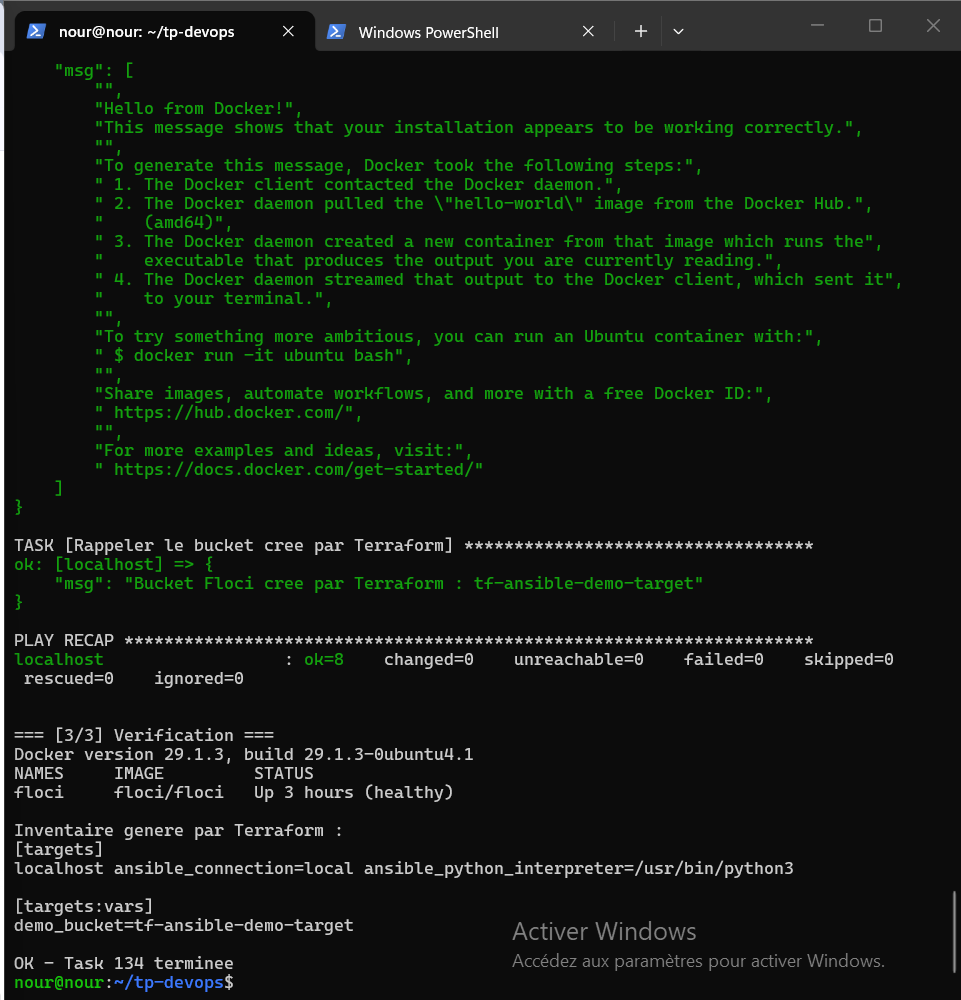 nour@nour: ~/tp-devops
Windows PowerShell
"msg": [
"",
"Hello from Docker!",
"This message shows that your installation appears to be working correctly.",
"",
"To generate this message, Docker took the following steps:",
" 1. The Docker client contacted the Docker daemon.",
" 2. The Docker daemon pulled the \"hello-world\" image from the Docker Hub.",
"    (amd64)",
" 3. The Docker daemon created a new container from that image which runs the",
"    executable that produces the output you are currently reading.",
" 4. The Docker daemon streamed that output to the Docker client, which sent it",
"    to your terminal.",
"",
"To try something more ambitious, you can run an Ubuntu container with:",
" $ docker run -it ubuntu bash",
"",
"Share images, automate workflows, and more with a free Docker ID:",
" https://hub.docker.com/",
"",
"For more examples and ideas, visit:",
" https://docs.docker.com/get-started/"
]
}
TASK [Rappeler le bucket cree par Terraform] ***********************************
ok: [localhost] => {
"msg": "Bucket Floci cree par Terraform : tf-ansible-demo-target"
}
PLAY RECAP *********************************************************************
localhost                  : ok=8    changed=0    unreachable=0    failed=0    skipped=0
rescued=0    ignored=0
=== [3/3] Verification ===
Docker version 29.1.3, build 29.1.3-0ubuntu4.1
NAMES     IMAGE         STATUS
floci     floci/floci   Up 3 hours (healthy)
Inventaire genere par Terraform :
[targets]
localhost ansible_connection=local ansible_python_interpreter=/usr/bin/python3
[targets:vars]
demo_bucket=tf-ansible-demo-target
OK - Task 134 terminee
nour@nour:~/tp-devops$
Activer Windows
Accédez aux paramètres pour activer Windows.